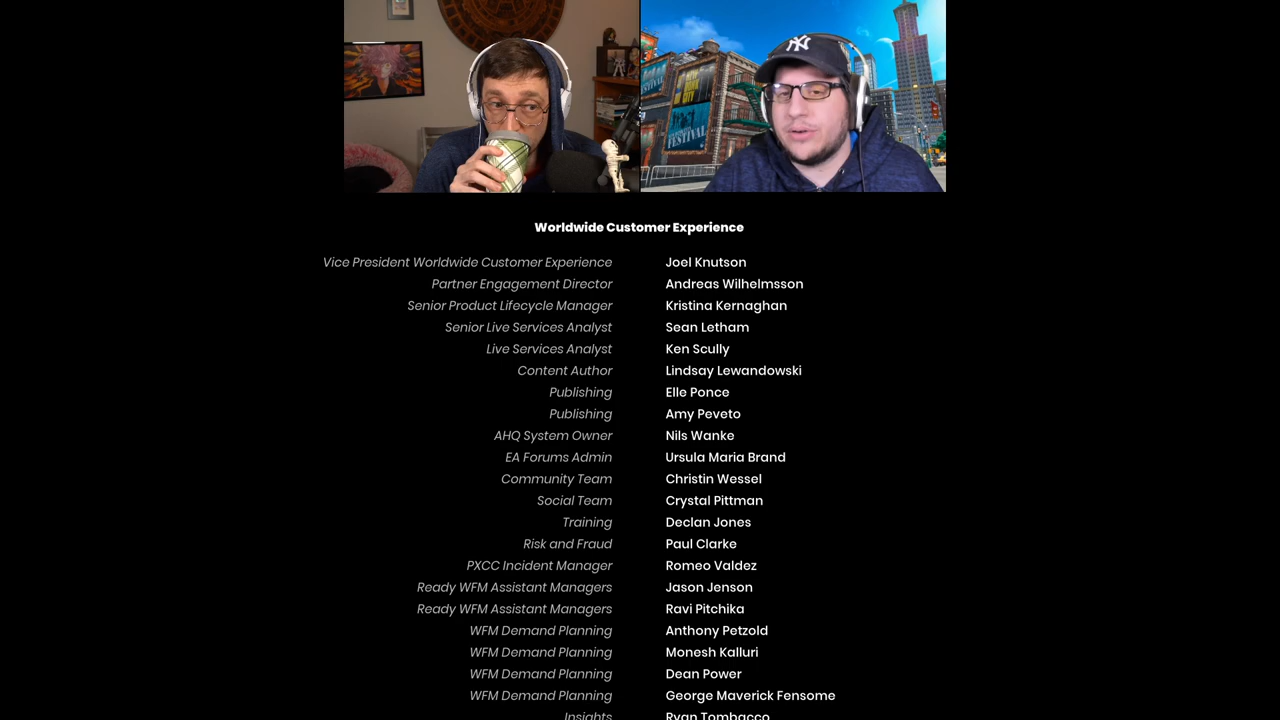 NY
FESTIVAL
Worldwide Customer Experience
Vice President Worldwide Customer Experience Joel Knutson
Partner Engagement Director Andreas Wilhelmsson
Senior Product Lifecycle Manager Kristina Kernaghan
Senior Live Services Analyst Sean Letham
Live Services Analyst Ken Scully
Content Author Lindsay Lewandowski
Publishing Elle Ponce
Publishing Amy Peveto
AHQ System Owner Nils Wanke
EA Forums Admin Ursula Maria Brand
Community Team Christin Wessel
Social Team Crystal Pittman
Training Declan Jones
Risk and Fraud Paul Clarke
PXCC Incident Manager Romeo Valdez
Ready WFM Assistant Managers Jason Jenson
Ready WFM Assistant Managers Ravi Pitchika
WFM Demand Planning Anthony Petzold
WFM Demand Planning Monesh Kalluri
WFM Demand Planning Dean Power
WFM Demand Planning George Maverick Fensome
Insights Ryan Tombacco